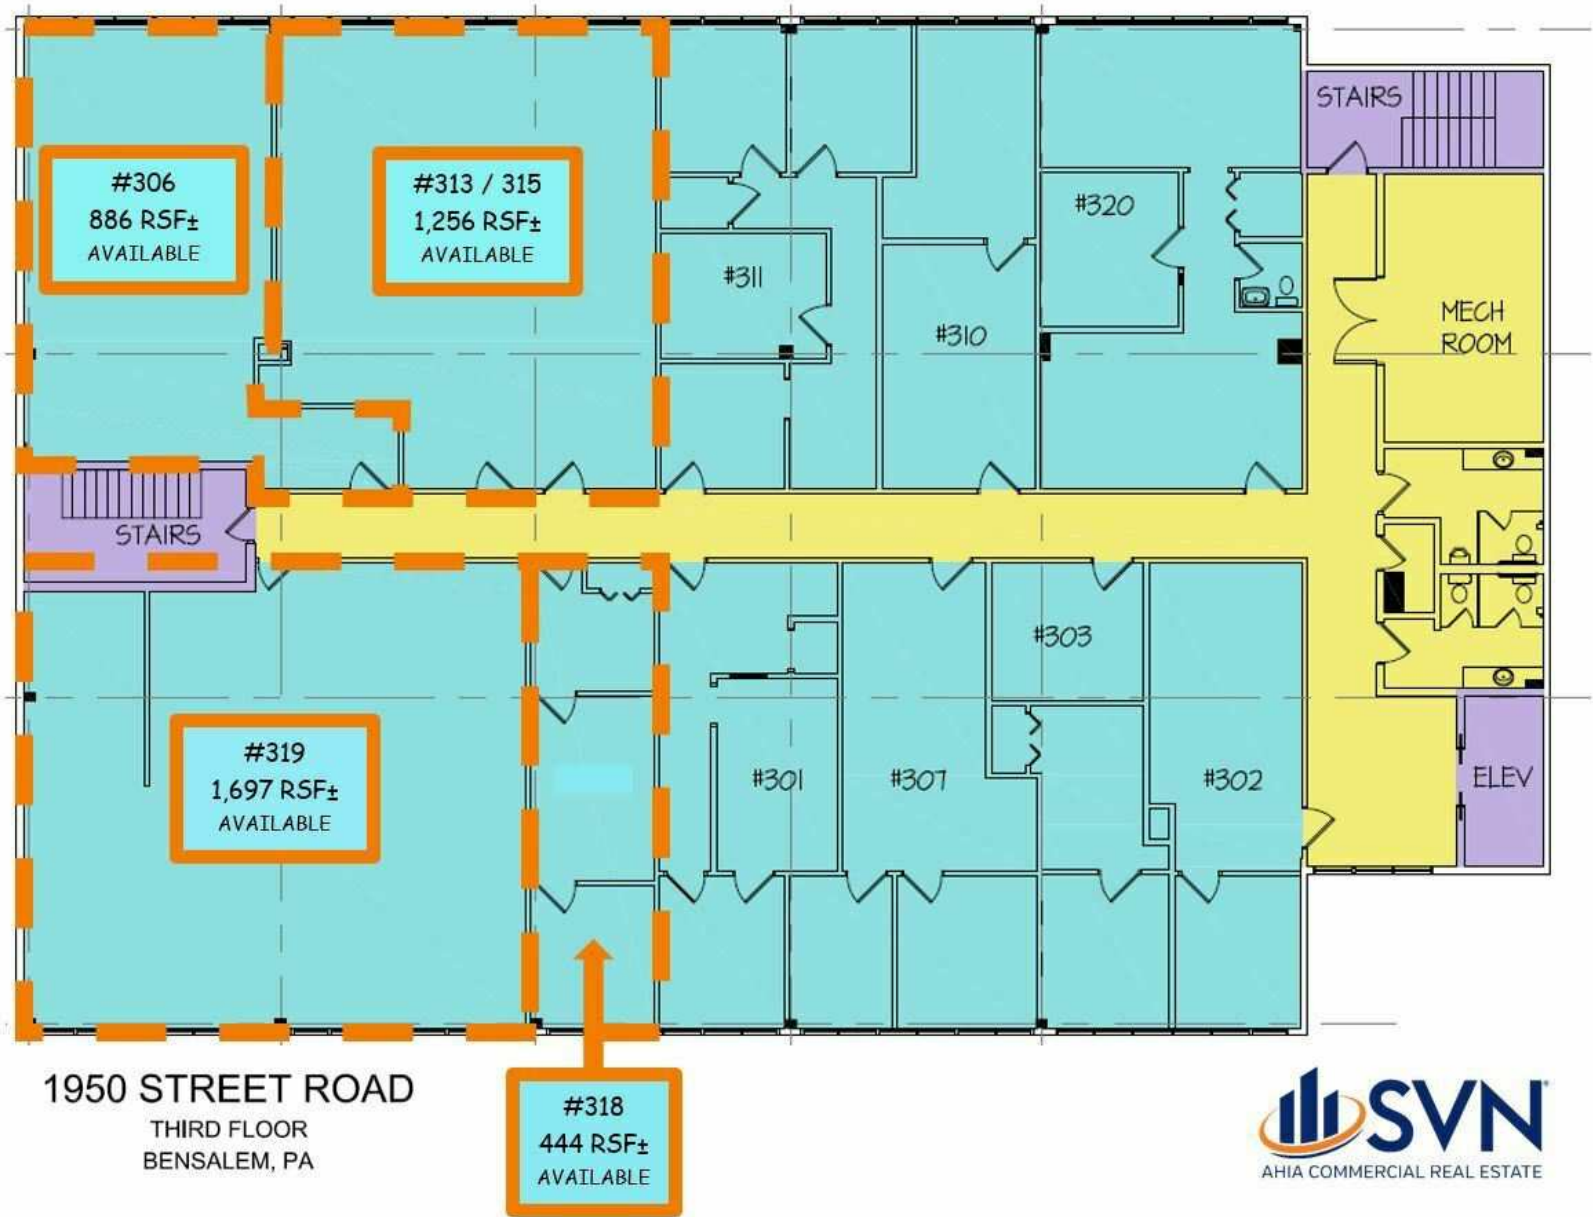 STAIRS
#306
886 RSF±
AVAILABLE
#313 / 315
1,256 RSF±
AVAILABLE
#320
#311
#310
MECH
ROOM
STAIRS
#303
#319
1,697 RSF±
AVAILABLE
#301
#307
#302
ELEV
1950 STREET ROAD
THIRD FLOOR
BENSALEM, PA
#318
444 RSF±
AVAILABLE
SVN
AHIA COMMERCIAL REAL ESTATE